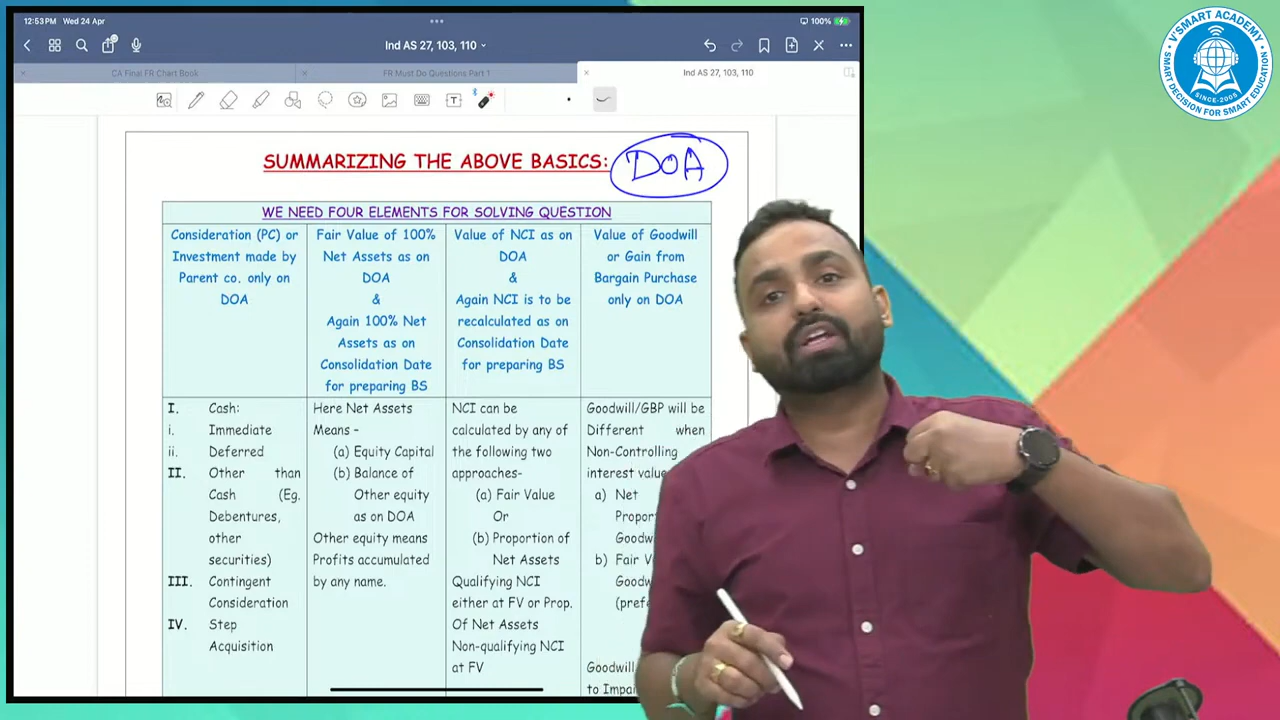 12:53PM Wed 24 Apr
100%
Ind AS 27, 103, 110
CA Final FR Chart Book
FR Must Do Questions Part 1
Ind AS 27, 103, 110
SUMMARIZING THE ABOVE BASICS:
DOA
WE NEED FOUR ELEMENTS FOR SOLVING QUESTION
Consideration (PC) or
Investment made by
Parent co. only on
DOA
Fair Value of 100%
Net Assets as on
DOA
&
Again 100% Net
Assets as on
Consolidation Date
for preparing BS
Value of NCI as on
DOA
&
Again NCI is to be
recalculated as on
Consolidation Date
for preparing BS
Value of Goodwill
or Gain from
Bargain Purchase
only on DOA
I. Cash:
i. Immediate
ii. Deferred
II. Other than
Cash (Eg.
Debentures,
other
securities)
III. Contingent
Consideration
IV. Step
Acquisition
Here Net Assets
Means -
(a) Equity Capital
(b) Balance of
Other equity
as on DOA
Other equity means
Profits accumulated
by any name.
NCI can be
calculated by any of
the following two
approaches-
(a) Fair Value
Or
(b) Proportion of
Net Assets
Qualifying NCI
either at FV or Prop.
Of Net Assets
Non-qualifying NCI
at FV
Goodwill/GBP will be
Different when
Non-Controlling
interest
a) Net
b) Fair
to
V'SMART ACADEMY
SINCE-2005
SMART DECISION FOR SMART EDUCATION